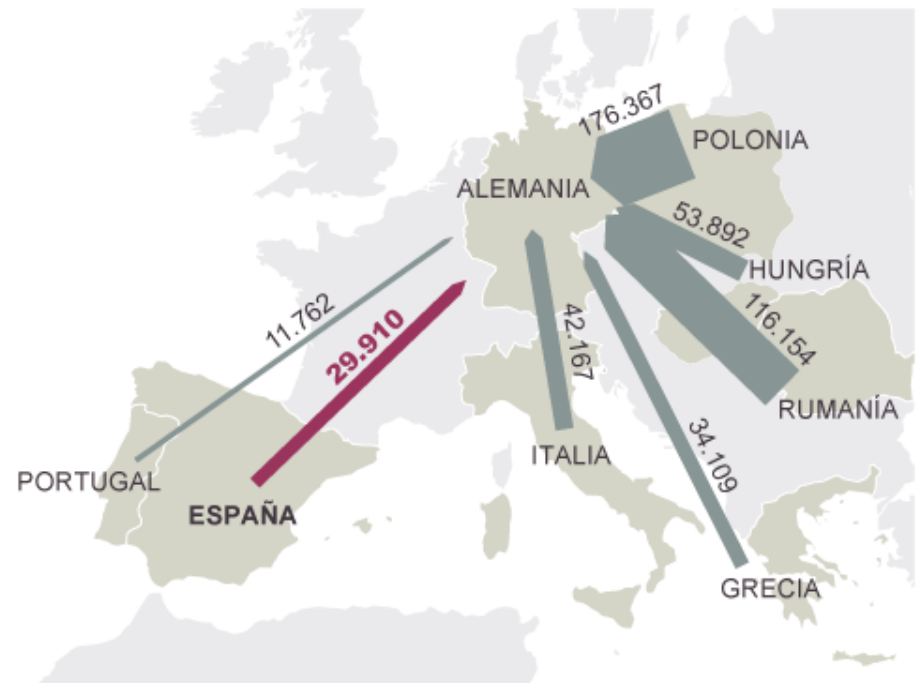 176.367
POLONIA
ALEMANIA
53.892
HUNGRÍA
116.154
RUMANÍA
11.762
29.910
42.167
34.109
PORTUGAL
ESPAÑA
ITALIA
GRECIA